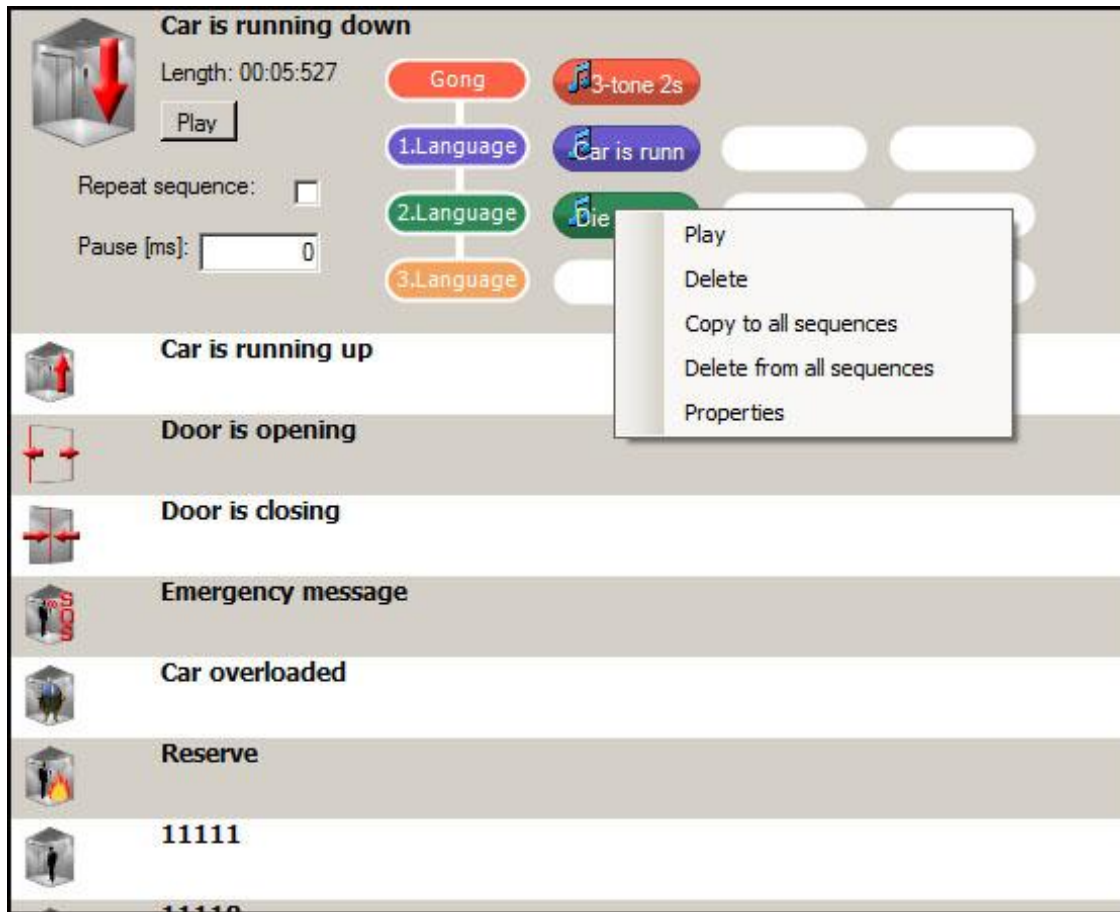 Car is running down
Length: 00:05:527
Gong
3-tone 2s
Play
1.Language
Car is runn
Repeat sequence:
2.Language
Die
Pause [ms]:
0
3.Language
Play
Delete
Copy to all sequences
Delete from all sequences
Properties
Car is running up
Door is opening
Door is closing
Emergency message
SOS
Car overloaded
Reserve
11111